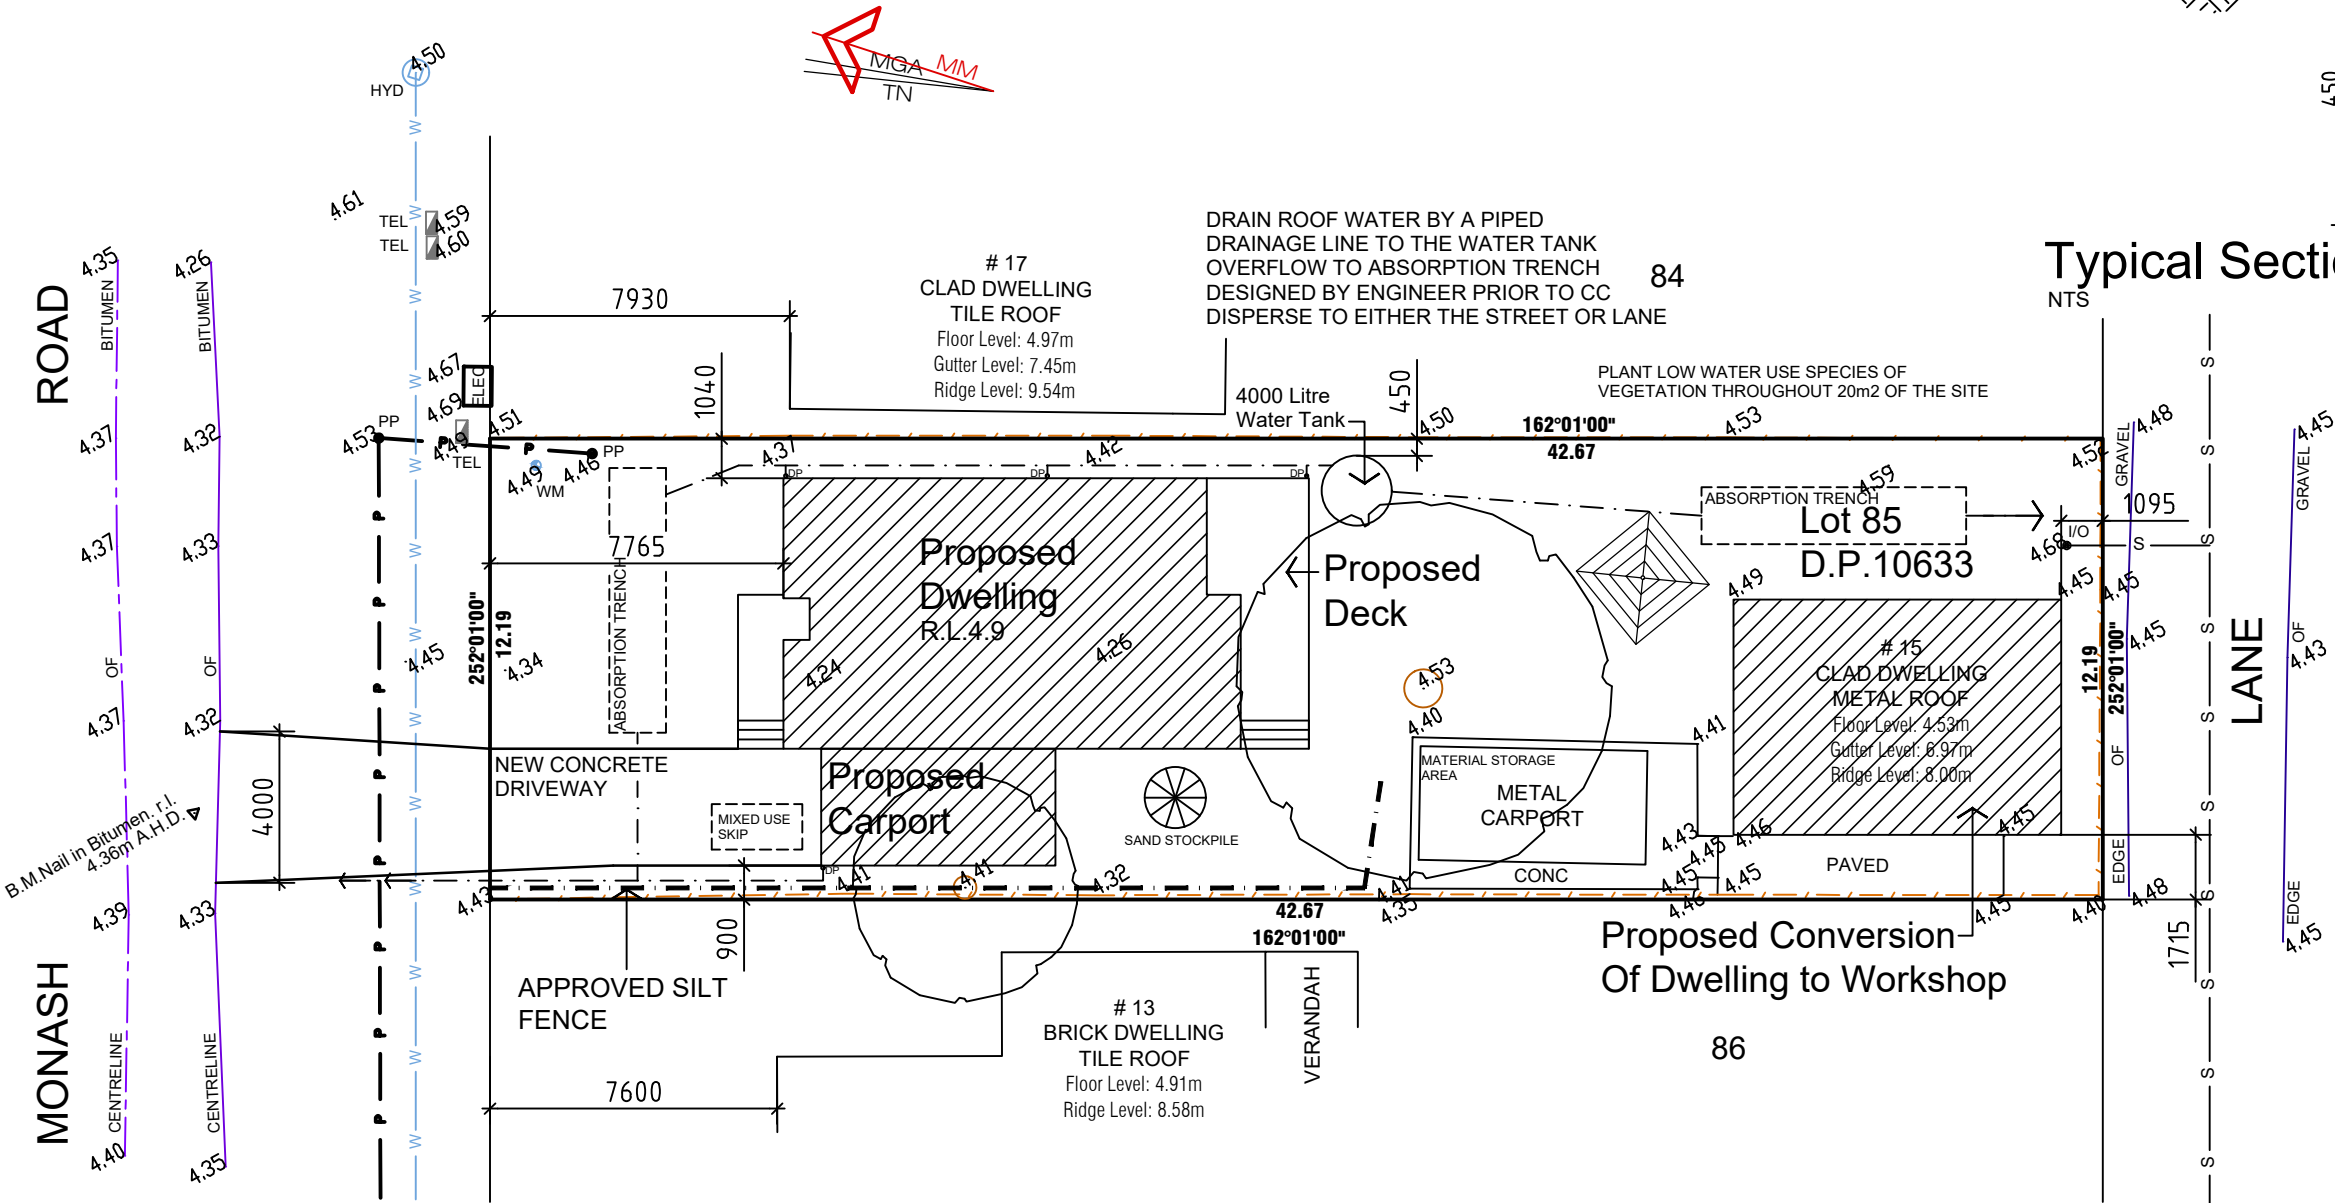 4.50
HYD
MGA
MM
TN
450
4.61
TEL
4.59
TEL
4.60
4.35
4.26
ROAD
BITUMEN
BITUMEN
7930
# 17
CLAD DWELLING
TILE ROOF
Floor Level: 4.97m
Gutter Level: 7.45m
Ridge Level: 9.54m
DRAIN ROOF WATER BY A PIPED
DRAINAGE LINE TO THE WATER TANK
OVERFLOW TO ABSORPTION TRENCH
DESIGNED BY ENGINEER PRIOR TO CC
DISPERSE TO EITHER THE STREET OR LANE
84
Typical Secti
NTS
4.67
ELEC
4.69
4.51
1040
4000 Litre
Water Tank
450
4.50
PLANT LOW WATER USE SPECIES OF
VEGETATION THROUGHOUT 20m2 OF THE SITE
162°01'00"
42.67
4.53
4.37
4.32
4.53
PP
4.49
TEL
P
PP
4.49
4.46
WM
4.37
4.42
DP
DP
DP
4.52
GRAVEL
4.48
4.45
GRAVEL
4.37
4.33
7765
ABSORPTION TRENCH
Proposed
Dwelling
R.L.4.9
4.24
4.26
Proposed
Deck
4.59
ABSORPTION TRENCH
Lot 85
D.P.10633
1095
I/O
4.68
S
4.49
4.45
4.45
252°01'00"
12.19
4.45
4.34
OF
OF
4.37
4.32
4.53
4.40
4.41
# 15
CLAD DWELLING
METAL ROOF
Floor Level: 4.53m
Gutter Level: 6.97m
Ridge Level: 8.00m
12.19
252°01'00"
4.45
OF
LANE
OF
4.43
4000
NEW CONCRETE
DRIVEWAY
Proposed
Carport
MIXED USE
SKIP
SAND STOCKPILE
MATERIAL STORAGE
AREA
METAL
CARPORT
CONC
4.43
4.45
4.46
4.45
PAVED
4.45
4.45
B.M.Nail in Bitumen. r.l.
4.36m A.H.D.
DP
4.41
4.41
4.32
4.41
4.35
4.46
4.45
4.40
EDGE
4.48
EDGE
4.45
4.39
4.33
4.43
900
42.67
162°01'00"
1715
Proposed Conversion
Of Dwelling to Workshop
APPROVED SILT
FENCE
VERANDAH
# 13
BRICK DWELLING
TILE ROOF
Floor Level: 4.91m
Ridge Level: 8.58m
86
MONASH
CENTRELINE
CENTRELINE
7600
4.40
4.35
W
W
W
W
W
W
W
W
W
W
W
W
W
P
P
P
P
P
P
P
P
P
P
P
P
S
S
S
S
S
S
S
S
S
S